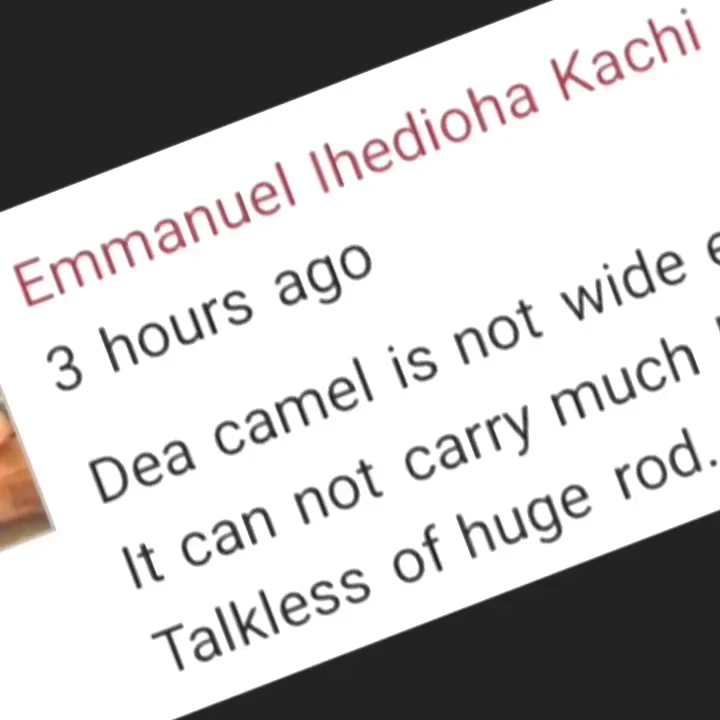 Emmanuel Ihedioha Kachi
3 hours ago
Dea camel is not wide
It can not carry much
Talkless of huge rod.